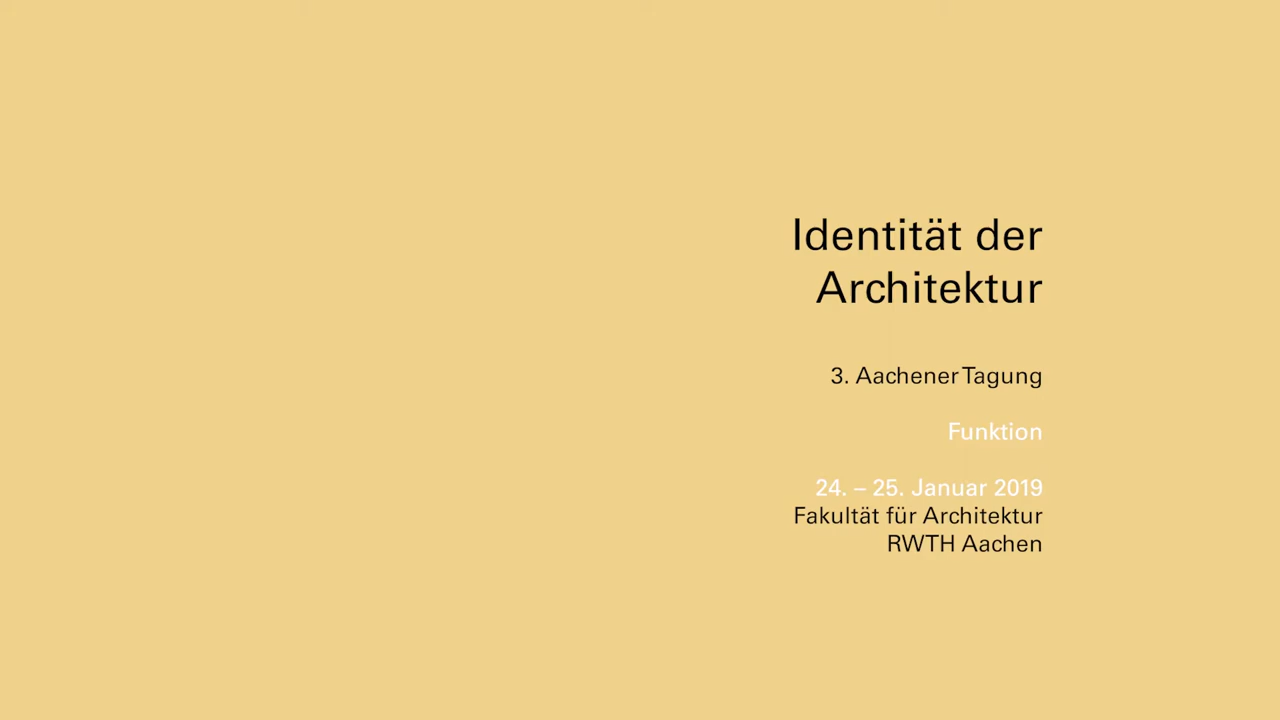 Identität der
Architektur
3. Aachener Tagung
Funktion
24. – 25. Januar 2019
Fakultät für Architektur
RWTH Aachen